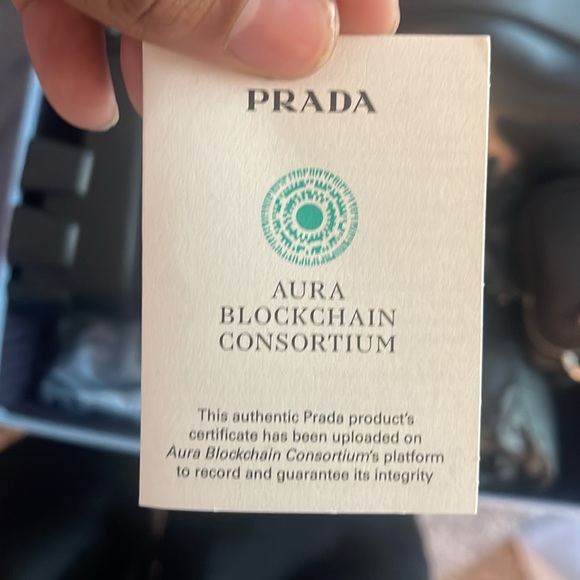 PRADA
AURA
BLOCKCHAIN
CONSORTIUM
This authentic Prada product's
certificate has been uploaded on
Aura Blockchain Consortium's platform
to record and guarantee its integrity